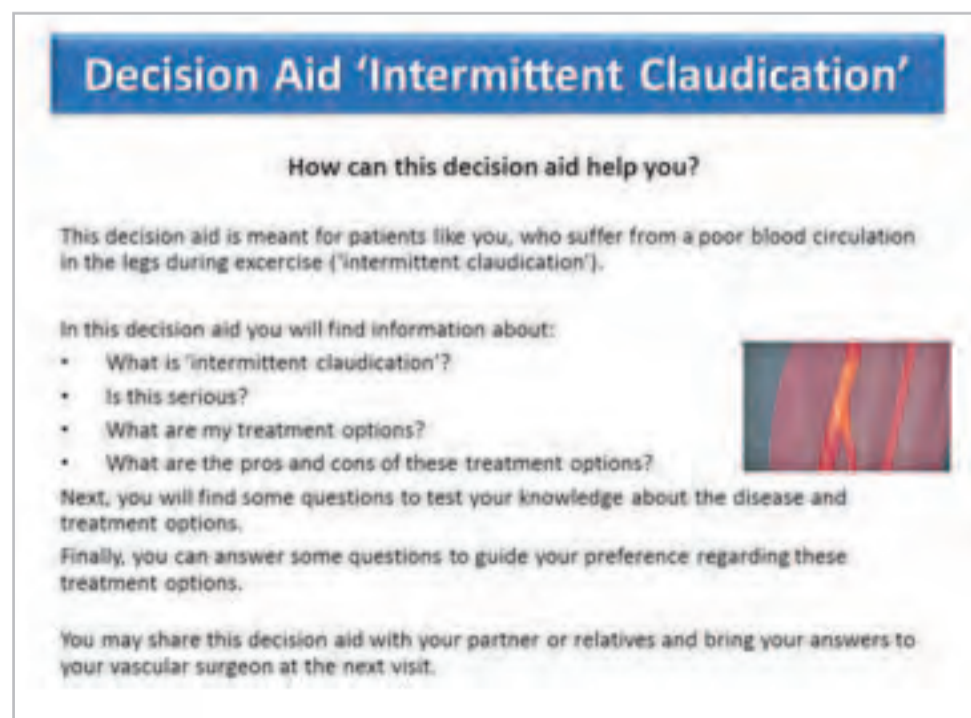 Decision Aid ‘Intermittent Claudication’
How can this decision aid help you?
This decision aid is meant for patients like you, who suffer from a poor blood circulation
in the legs during excercise (‘intermittent claudication’).
In this decision aid you will find information about:
• What is ‘intermittent claudication’?
• Is this serious?
• What are my treatment options?
• What are the pros and cons of these treatment options?
Next, you will find some questions to test your knowledge about the disease and
treatment options.
Finally, you can answer some questions to guide your preference regarding these
treatment options.
You may share this decision aid with your partner or relatives and bring your answers to
your vascular surgeon at the next visit.